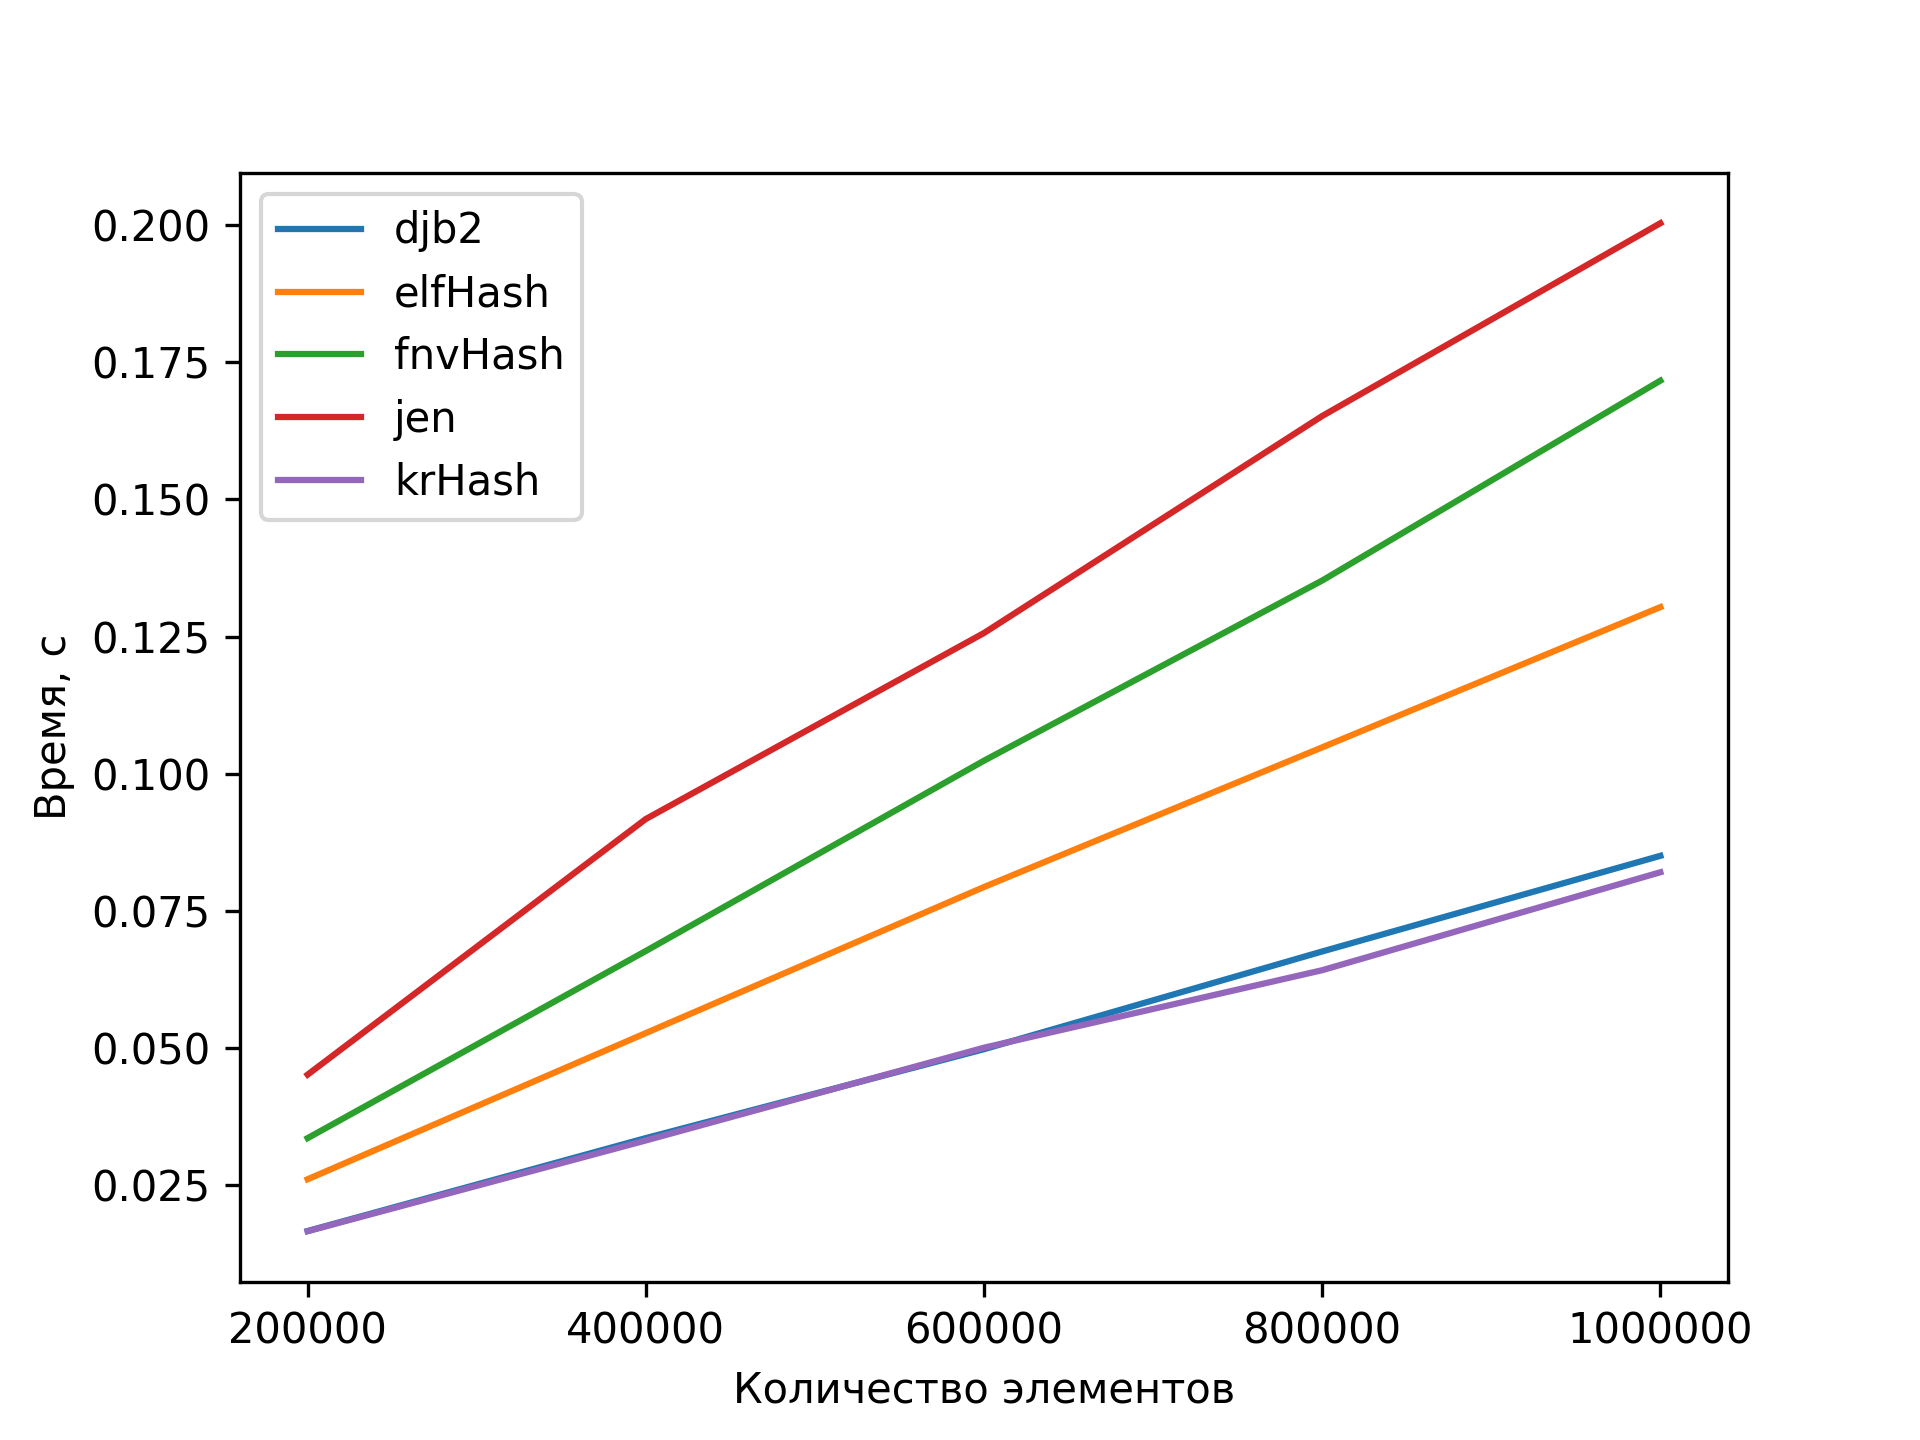 djb2
elfHash
fnvHash
jen
krHash
0.200
0.175
0.150
0.125
0.100
0.075
0.050
0.025
Время, с
200000 400000 600000 800000 1000000
Количество элементов